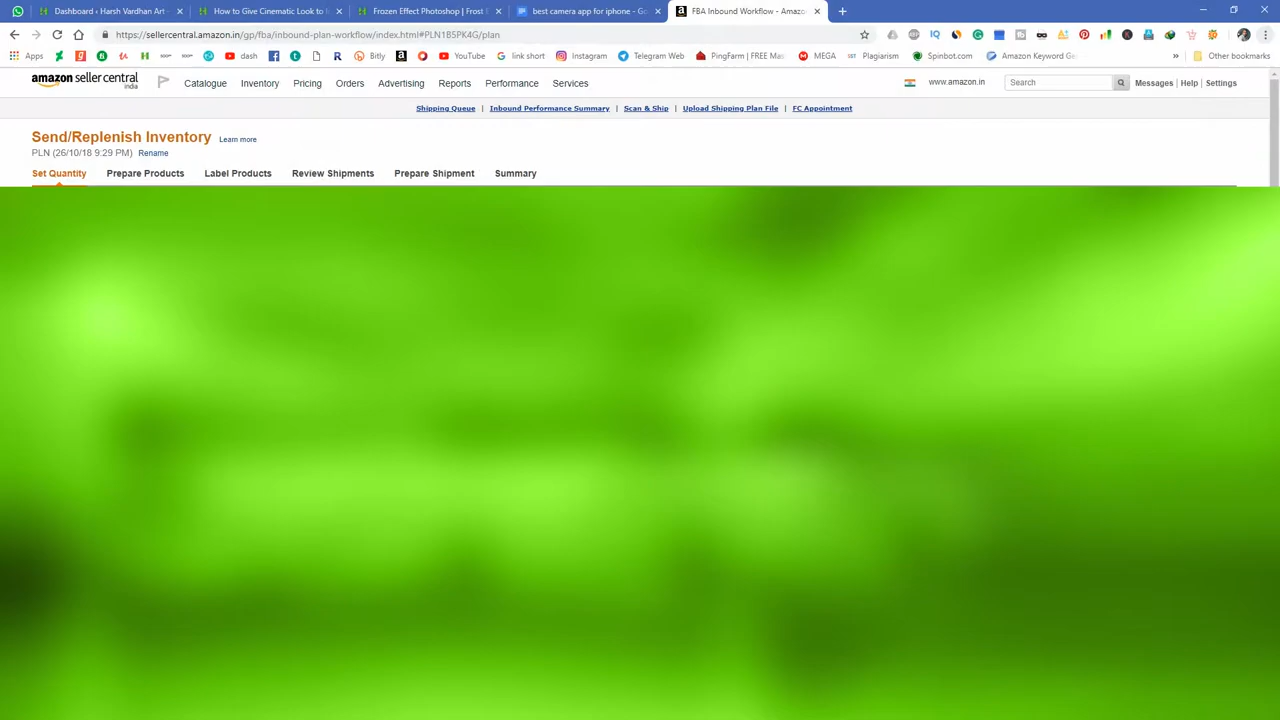 Dashboard ‹ Harsh Vardhan Art
How to Give Cinematic Look to
Frozen Effect Photoshop | Frost
best camera app for iphone - Go
FBA Inbound Workflow - Amazo
https://sellercentral.amazon.in/gp/fba/inbound-plan-workflow/index.html#PLN185PK4G/plan
Apps dash YouTube link short Instagram Telegram Web PingFarm | FREE Mas MEGA Plagiarism Spinbot.com Amazon Keyword Ge » Other bookmarks
amazon seller central
india
Catalogue Inventory Pricing Orders Advertising Reports Performance Services
www.amazon.in Search Messages | Help | Settings
Shipping Queue | Inbound Performance Summary | Scan & Ship | Upload Shipping Plan File | FC Appointment
Send/Replenish Inventory Learn more
PLN (26/10/18 9:29 PM) Rename
Set Quantity Prepare Products Label Products Review Shipments Prepare Shipment Summary